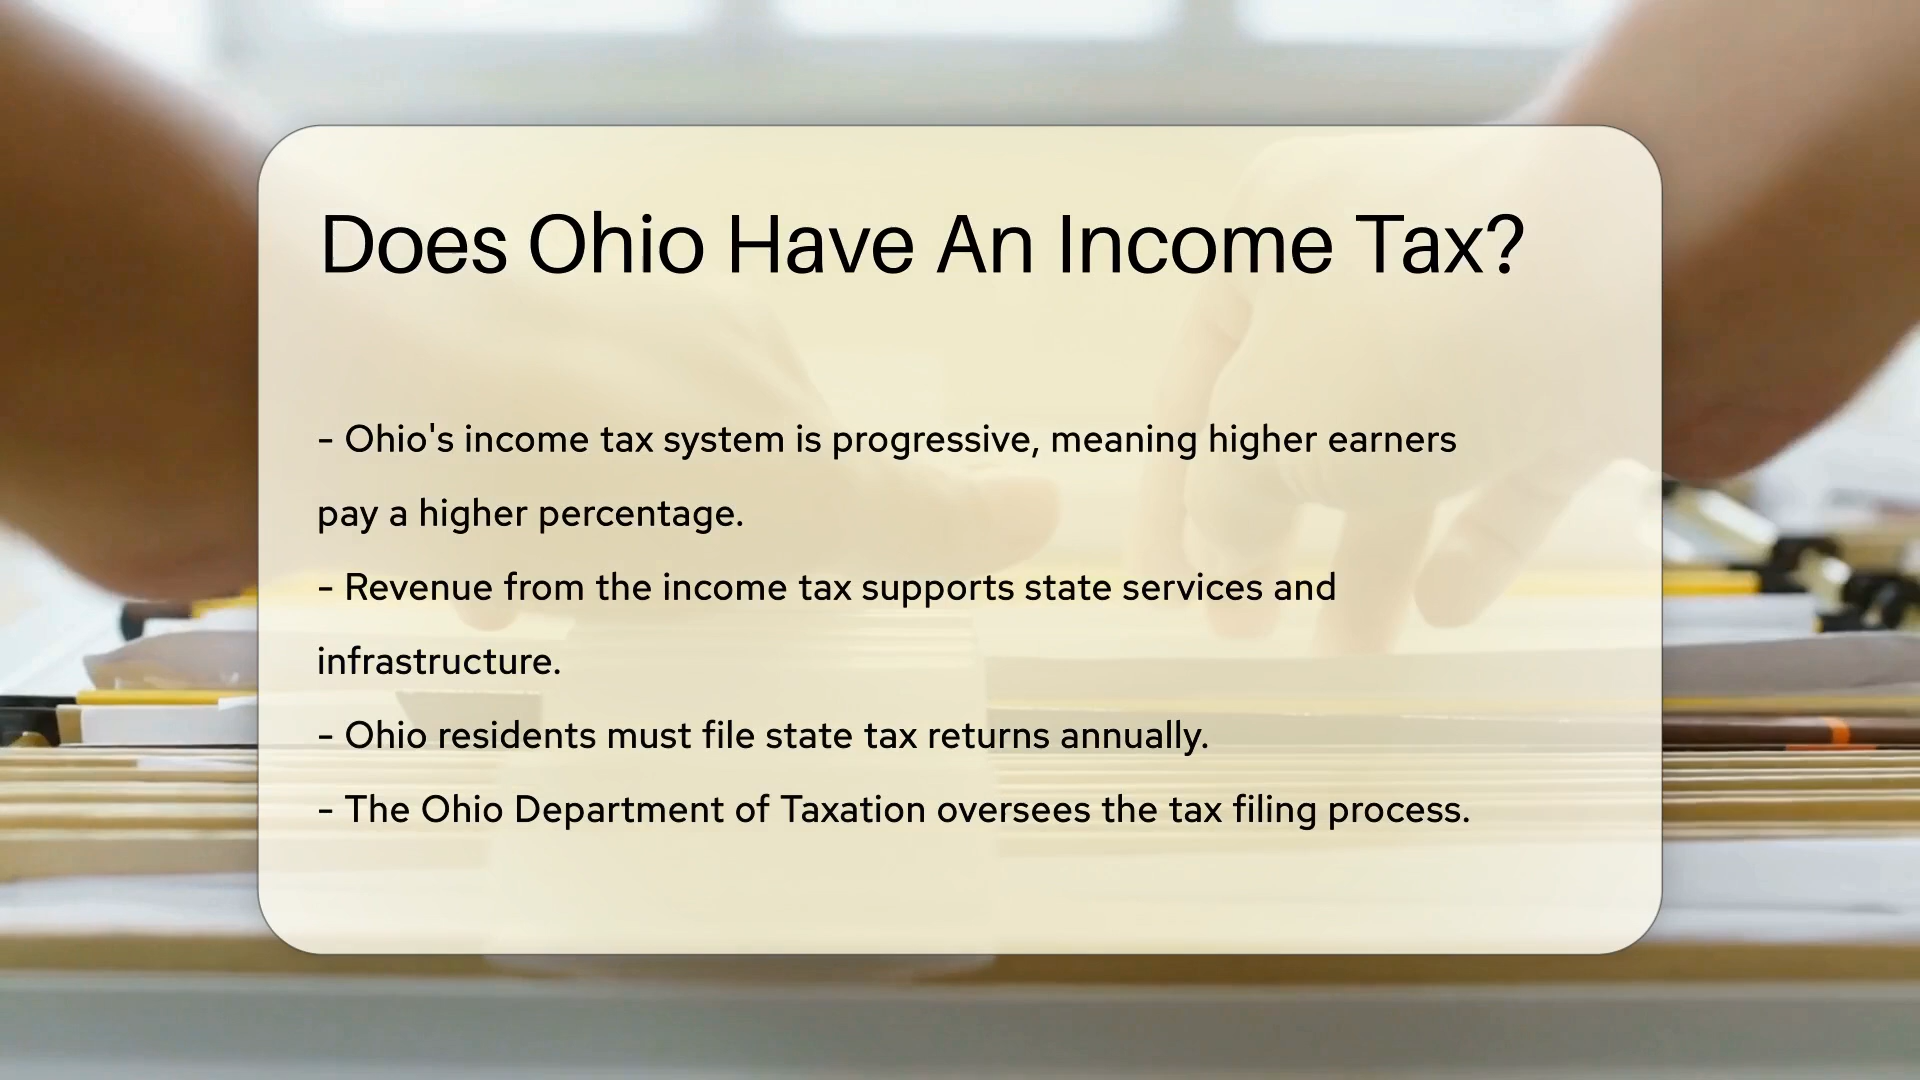 Does Ohio Have An Income Tax?
- Ohio's income tax system is progressive, meaning higher earners
pay a higher percentage.
- Revenue from the income tax supports state services and
infrastructure.
- Ohio residents must file state tax returns annually.
- The Ohio Department of Taxation oversees the tax filing process.